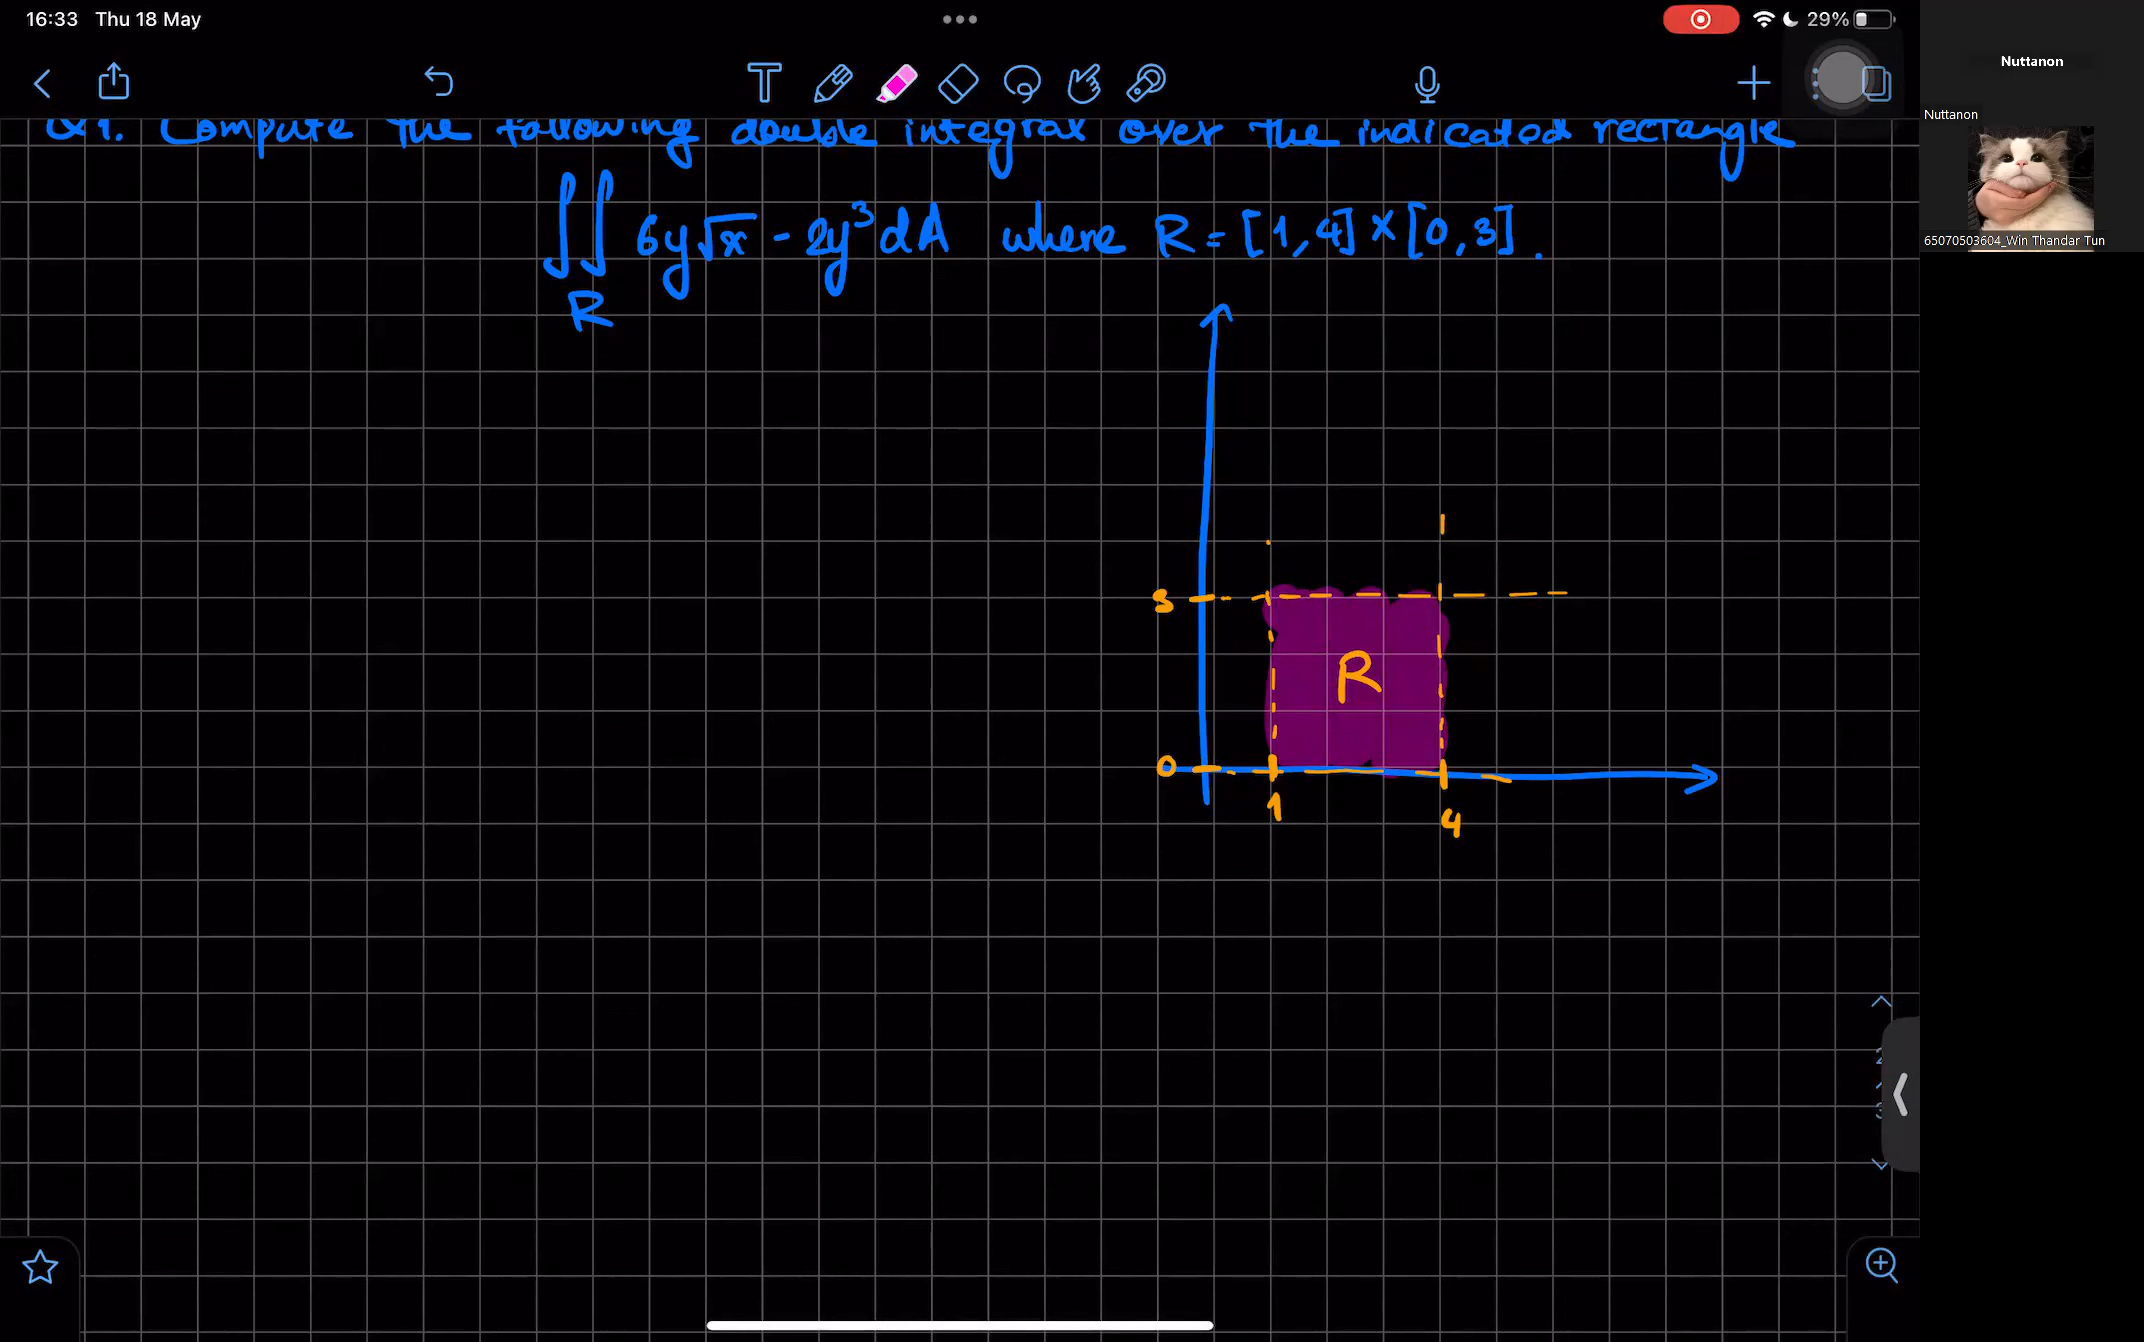 16:33 Thu 18 May
29%
Nuttanon
Nuttanon
65070503604_Win Thandar Tun
Q1. Compute the following double integral over the indicated rectangle
∬ 6y√x - 2y³ dA where R = [1,4] × [0,3].
R
3
R
0
1
4